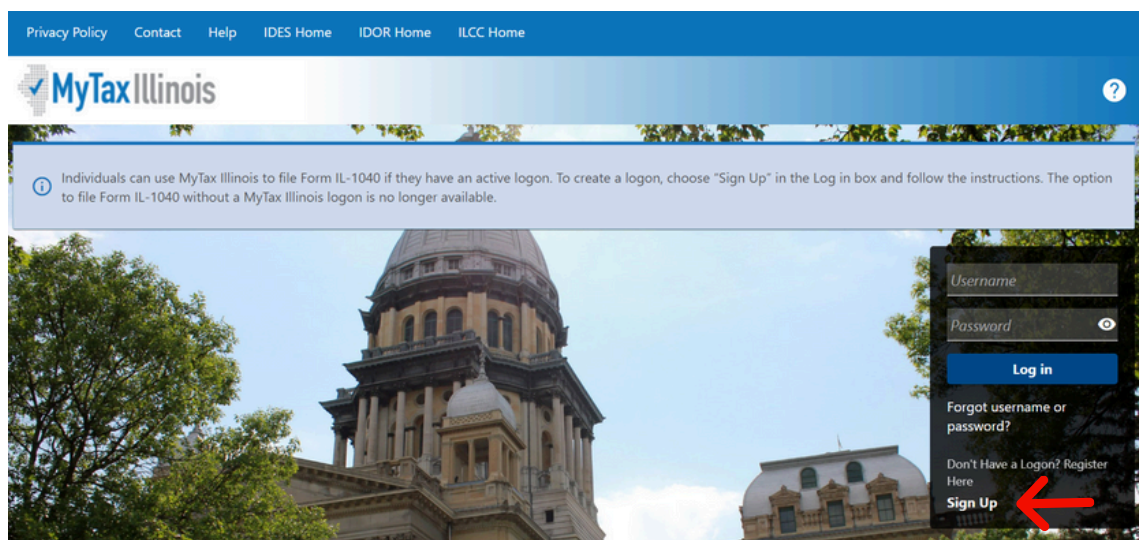 Privacy Policy Contact Help IDES Home IDOR Home ILCC Home
MyTax Illinois
?
Individuals can use MyTax Illinois to file Form IL-1040 if they have an active logon. To create a logon, choose "Sign Up" in the Log in box and follow the instructions. The option
to file Form IL-1040 without a MyTax Illinois logon is no longer available.
Username
Password
Log in
Forgot username or
password?
Don't Have a Logon? Register
Here
Sign Up